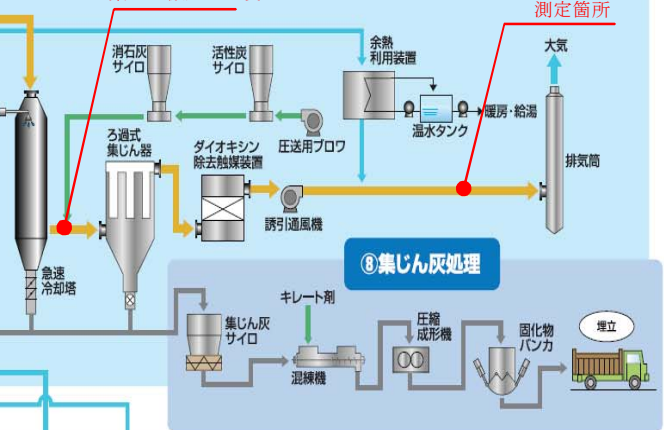 測定箇所
消石灰
サイロ
活性炭
サイロ
余熱
利用装置
大気
ろ過式
集じん器
ダイオキシン
除去触媒装置
圧送用ブロワ
温水タンク
暖房・給湯
排気筒
誘引通風機
急速
冷却塔
⑧集じん灰処理
集じん灰
サイロ
キレート剤
混練機
圧縮
成形機
固化物
バンカ
埋立